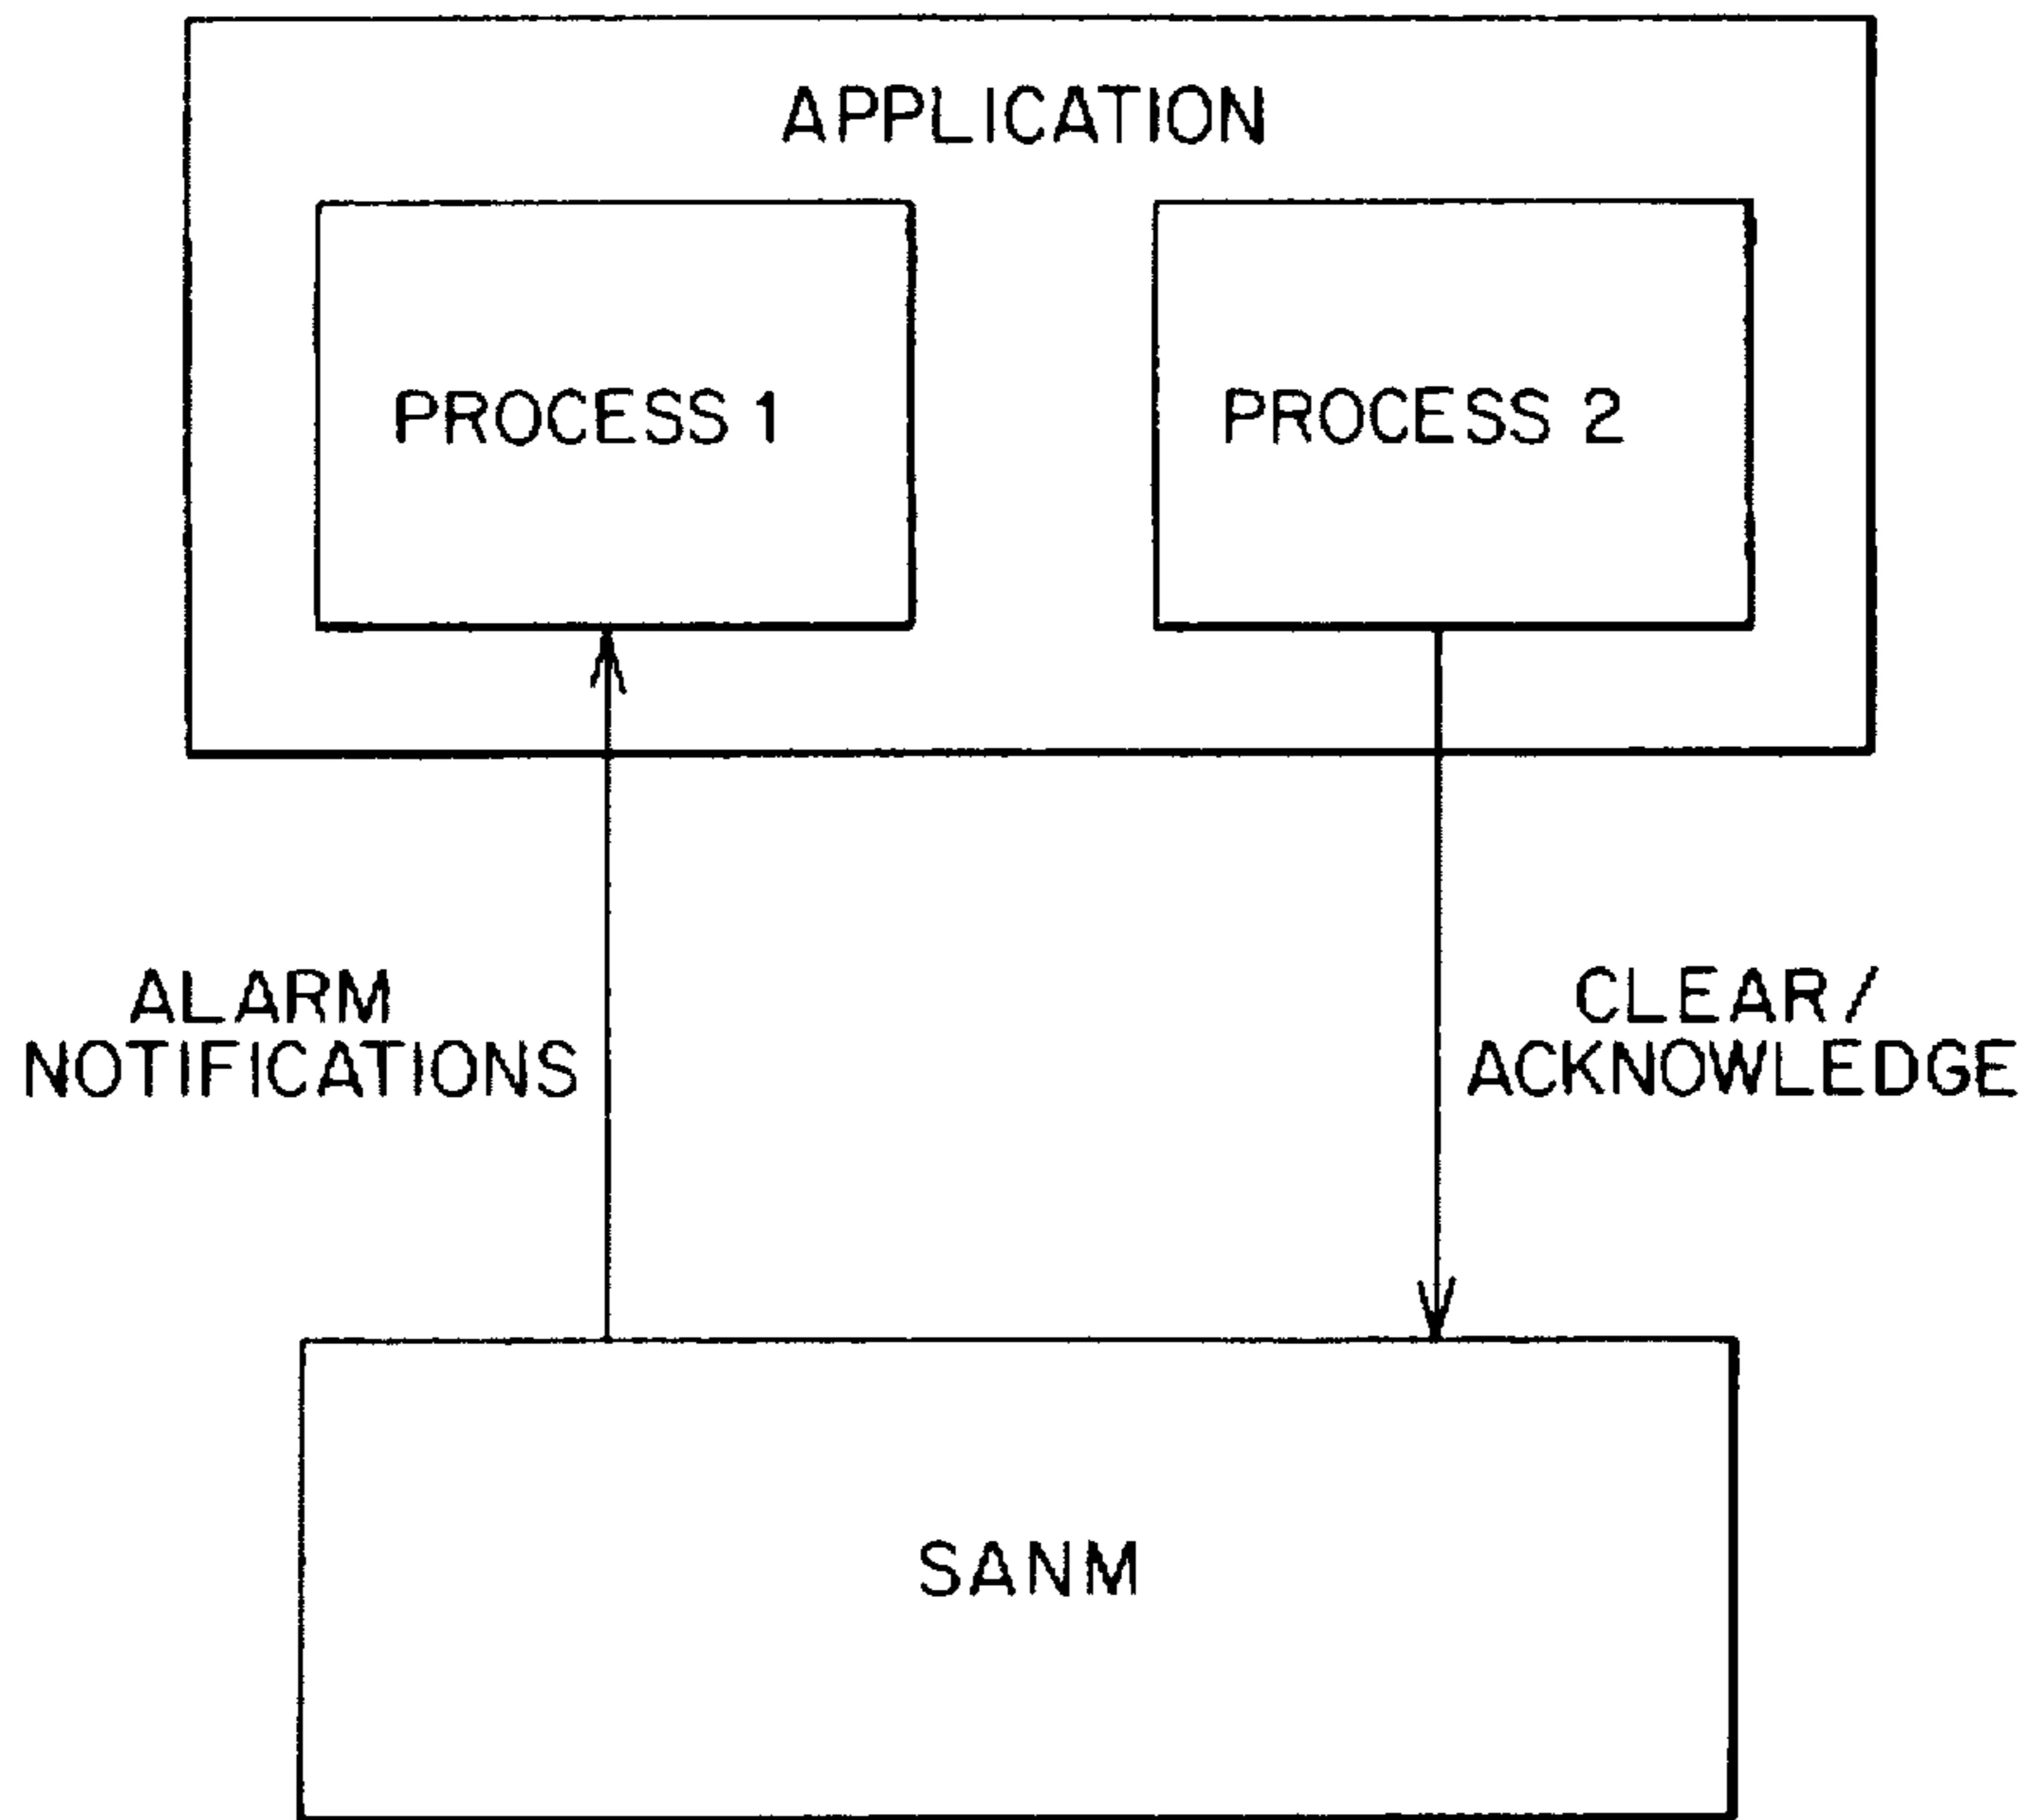 APPLICATION
PROCESS 1
PROCESS 2
ALARM
NOTIFICATIONS
CLEAR/
ACKNOWLEDGE
SANM